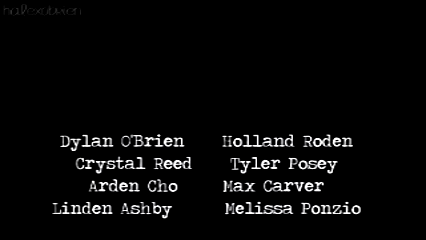 Dylan O'Brien Holland Roden
Crystal Reed Tyler Posey
Arden Cho Max Carver
Linden Ashby Melissa Ponzio